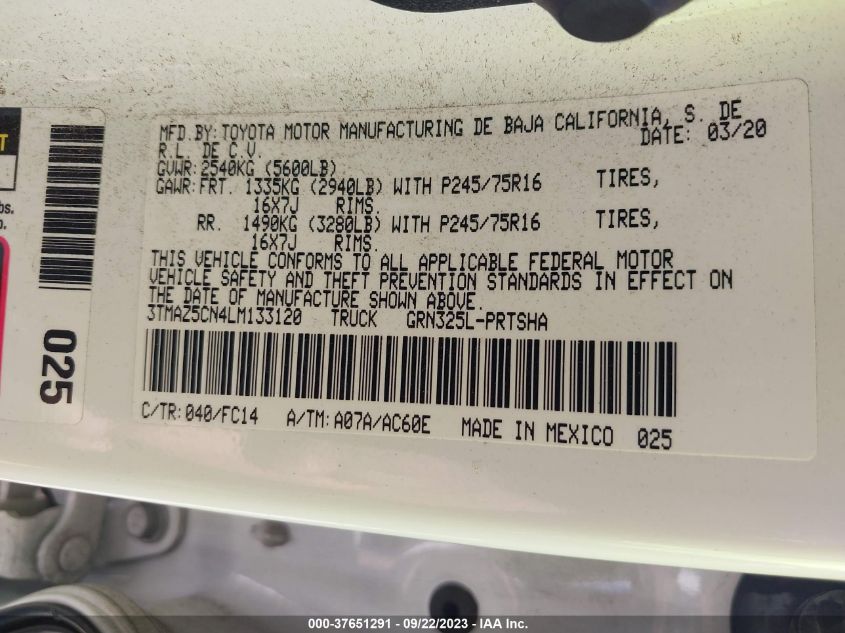 MFD.BY:TOYOTA MOTOR MANUFACTURING DE BAJA CALIFORNIA, S. DE
R.L. DE C.V. DATE: 03/20
GVWR:2540KG (5600LB)
GAWR:FRT. 1335KG (2940LB) WITH P245/75R16 TIRES,
16X7J RIMS.
RR. 1490KG (3280LB) WITH P245/75R16 TIRES,
16X7J RIMS.
THIS VEHICLE CONFORMS TO ALL APPLICABLE FEDERAL MOTOR
VEHICLE SAFETY AND THEFT PREVENTION STANDARDS IN EFFECT ON
THE DATE OF MANUFACTURE SHOWN ABOVE.
3TMAZ5CN4LM133120 TRUCK GRN325L-PRTSHA
C/TR:040/FC14 A/TM:A07A/AC60E MADE IN MEXICO 025
025
000-37651291 - 09/22/2023 - IAA Inc.